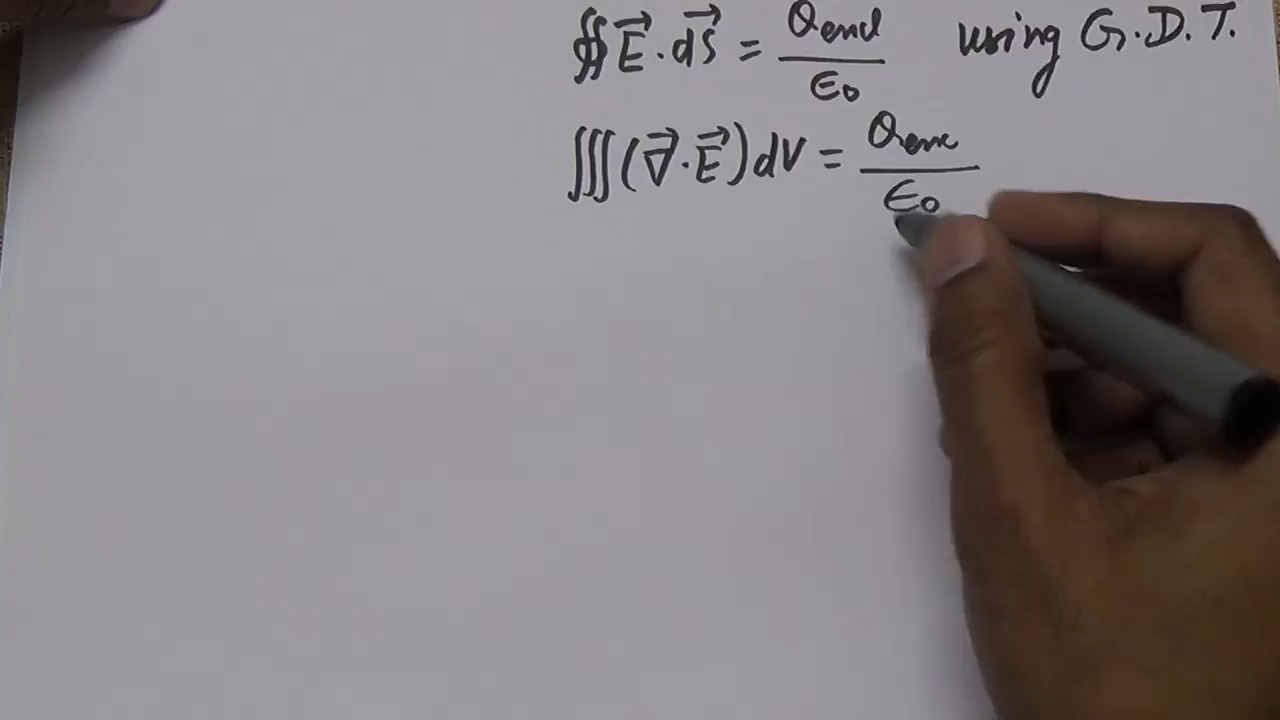 ∯ E⃗ · dS⃗ = Qencl / ϵ0 using G.D.T.
∭ (∇⃗ · E⃗) dV = Qenc / ϵ0